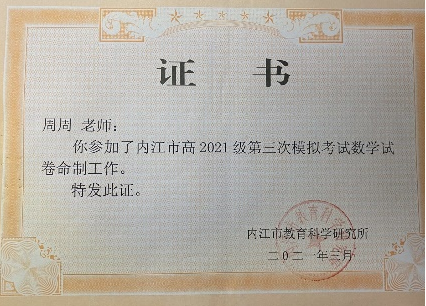 证 书
周周 老师：
你参加了内江市高2021级第三次模拟考试数学试
卷命制工作。
特发此证。
内江市教育科学研究所
二〇二一年三月